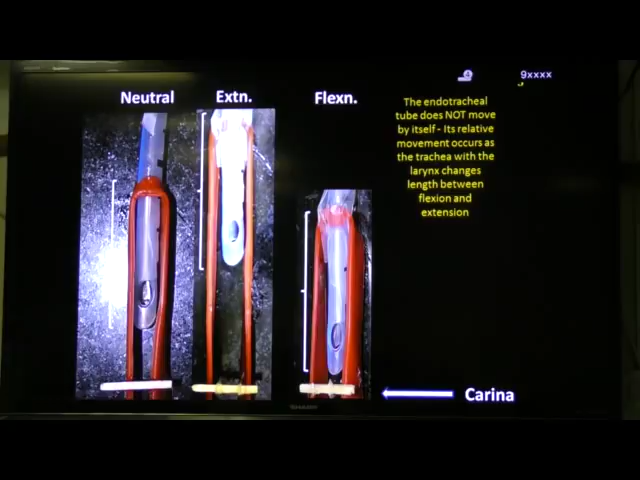 9xxxx
Neutral
Extn.
Flexn.
The endotracheal
tube does NOT move
by itself - Its relative
movement occurs as
the trachea with the
larynx changes
length between
flexion and
extension
Carina